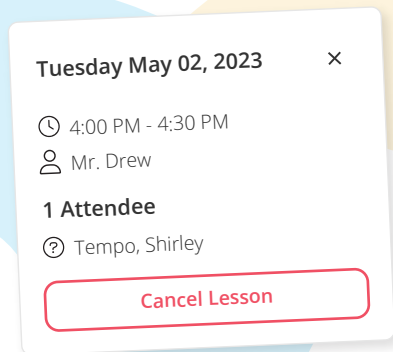 Tuesday May 02, 2023
4:00 PM - 4:30 PM
Mr. Drew
1 Attendee
Tempo, Shirley
Cancel Lesson